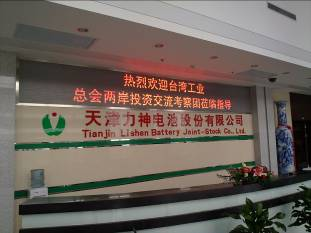 热烈欢迎台湾工业
总会两岸投资交流考察团莅临指导
天津力神电池股份有限公司
Tianjin Lishen Battery Joint-Stock Co., Ltd.